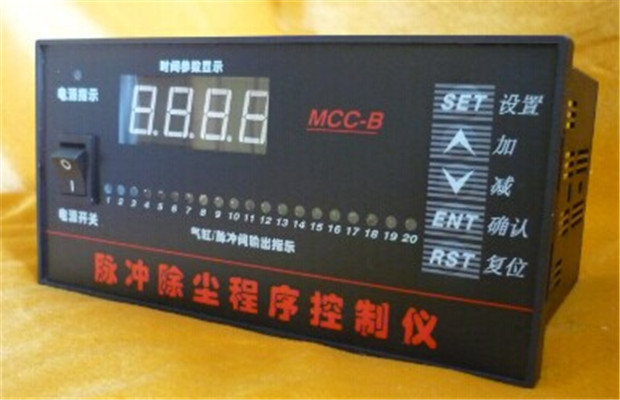 时间参数显示
电源指示
8.8.8.8
MCC-B
SET 设置
加
减
ENT 确认
RST 复位
O
I
电源开关
1 2 3 4 5 6 7 8 9 10 11 12 13 14 15 16 17 18 19 20
气缸/脉冲阀输出指示
脉冲除尘程序控制仪